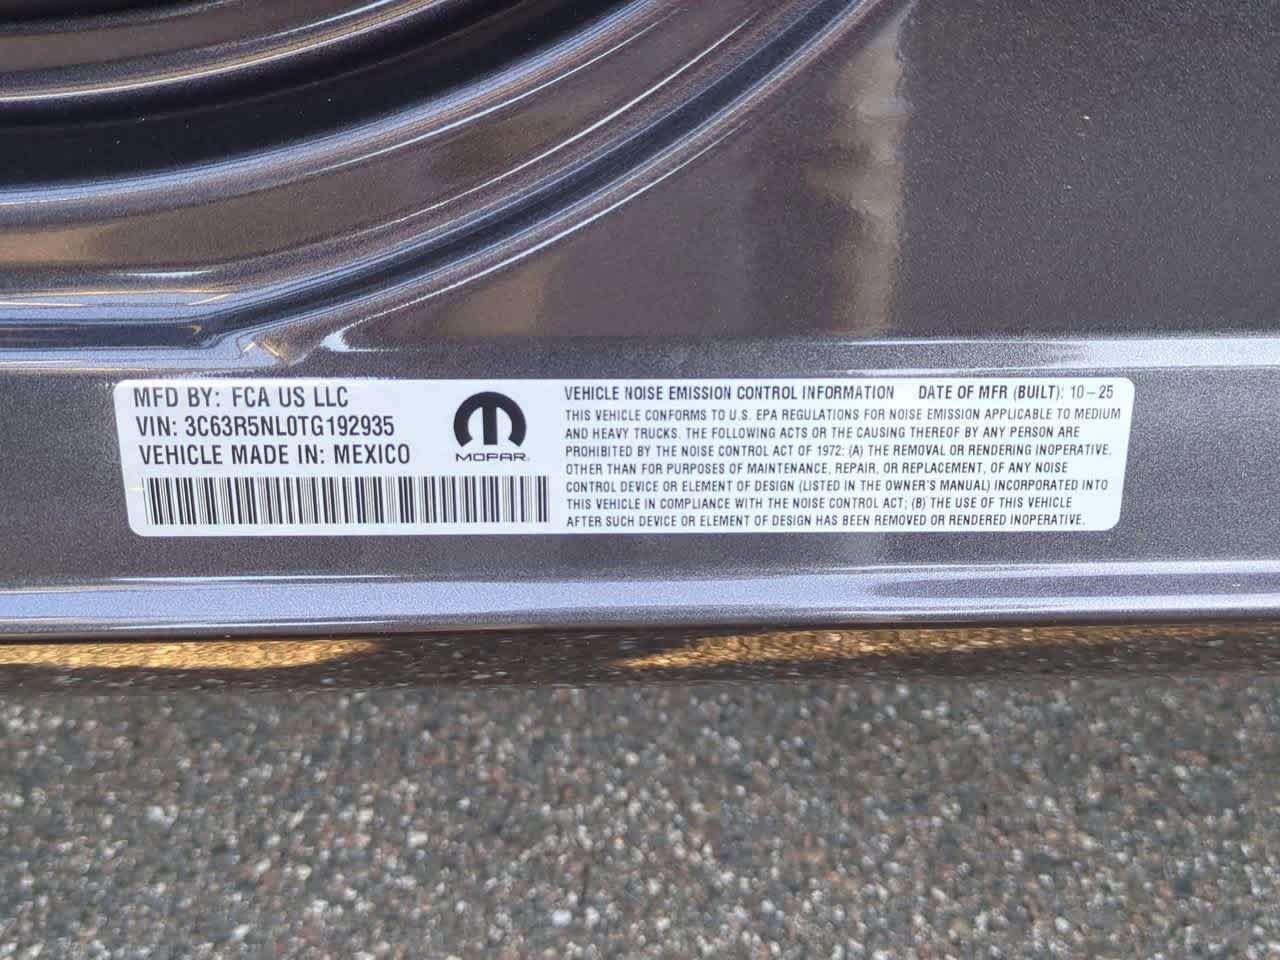 MFD BY: FCA US LLC
VIN: 3C63R5NL0TG192935
VEHICLE MADE IN: MEXICO
MOPAR
VEHICLE NOISE EMISSION CONTROL INFORMATION DATE OF MFR (BUILT): 10-25
THIS VEHICLE CONFORMS TO U.S. EPA REGULATIONS FOR NOISE EMISSION APPLICABLE TO MEDIUM
AND HEAVY TRUCKS. THE FOLLOWING ACTS OR THE CAUSING THEREOF BY ANY PERSON ARE
PROHIBITED BY THE NOISE CONTROL ACT OF 1972: (A) THE REMOVAL OR RENDERING INOPERATIVE,
OTHER THAN FOR PURPOSES OF MAINTENANCE, REPAIR, OR REPLACEMENT, OF ANY NOISE
CONTROL DEVICE OR ELEMENT OF DESIGN (LISTED IN THE OWNER'S MANUAL) INCORPORATED INTO
THIS VEHICLE IN COMPLIANCE WITH THE NOISE CONTROL ACT; (B) THE USE OF THIS VEHICLE
AFTER SUCH DEVICE OR ELEMENT OF DESIGN HAS BEEN REMOVED OR RENDERED INOPERATIVE.